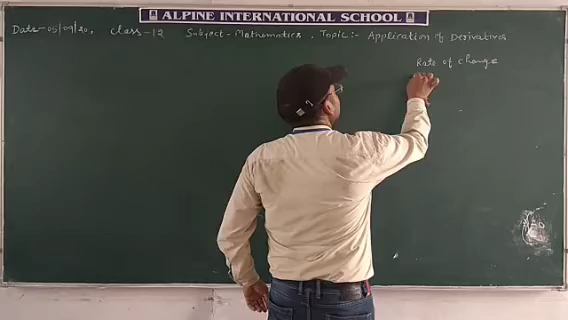 ALPINE INTERNATIONAL SCHOOL
Date-05/09/20, Class-12 Subject-Mathematics, Topic:- Application of Derivatives
Rate of change